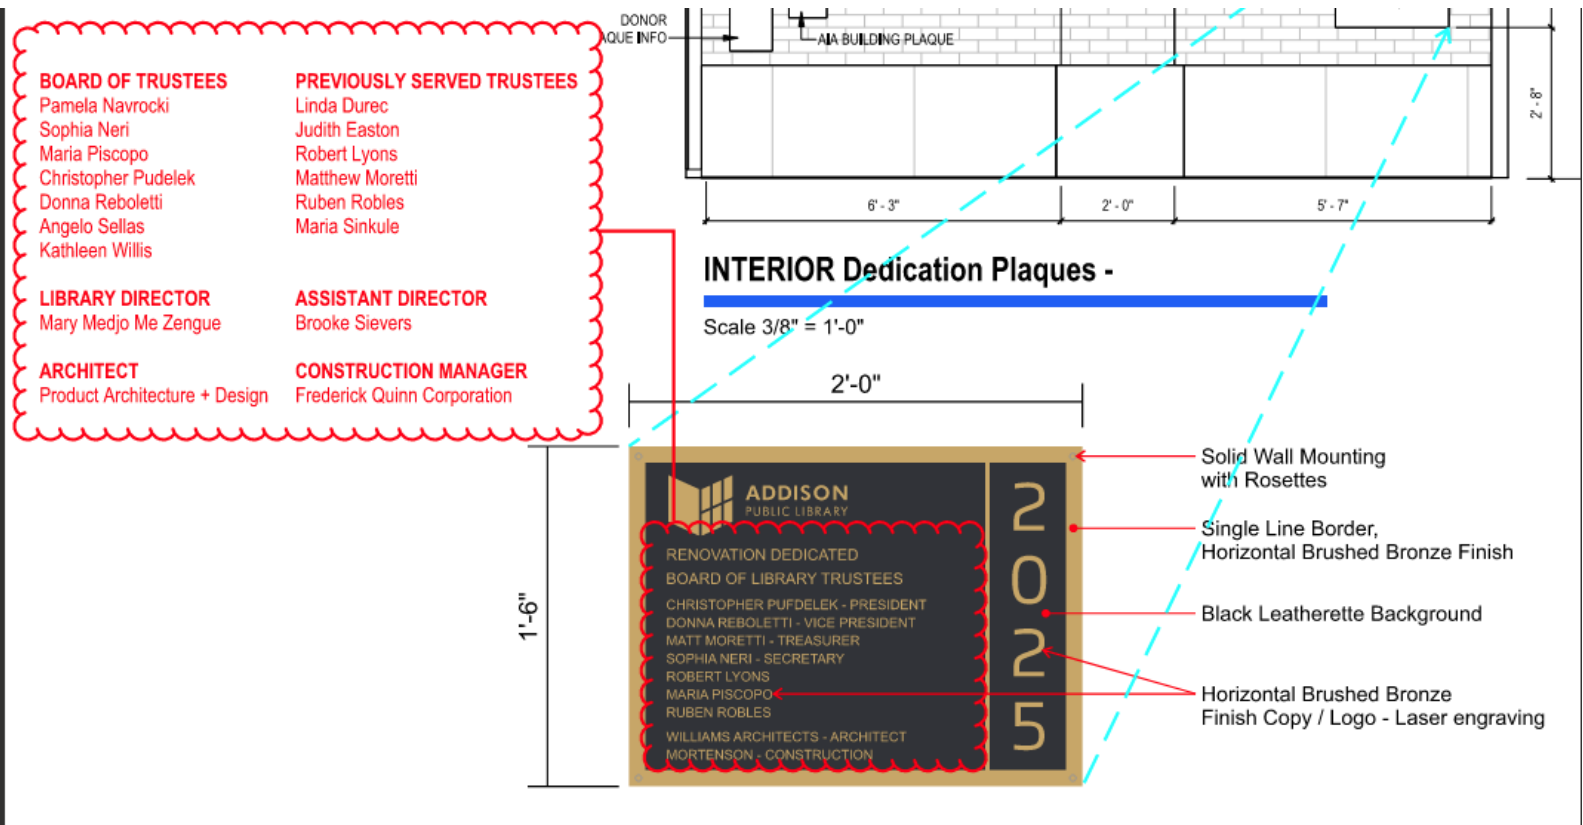 BOARD OF TRUSTEES
Pamela Navrocki
Sophia Neri
Maria Piscopo
Christopher Pudelek
Donna Reboletti
Angelo Sellas
Kathleen Willis
PREVIOUSLY SERVED TRUSTEES
Linda Durec
Judith Easton
Robert Lyons
Matthew Moretti
Ruben Robles
Maria Sinkule
LIBRARY DIRECTOR
Mary Medjo Me Zengue
ASSISTANT DIRECTOR
Brooke Sievers
ARCHITECT
Product Architecture + Design
CONSTRUCTION MANAGER
Frederick Quinn Corporation
DONOR
AQUE INFO
AIA BUILDING PLAQUE
2' - 8"
6' - 3"
2' - 0"
5' - 7"
INTERIOR Dedication Plaques -
Scale 3/8" = 1'-0"
2'-0"
1'-6"
ADDISON
PUBLIC LIBRARY
RENOVATION DEDICATED
BOARD OF LIBRARY TRUSTEES
CHRISTOPHER PUFDELEK - PRESIDENT
DONNA REBOLETTI - VICE PRESIDENT
MATT MORETTI - TREASURER
SOPHIA NERI - SECRETARY
ROBERT LYONS
MARIA PISCOPO
RUBEN ROBLES
WILLIAMS ARCHITECTS - ARCHITECT
MORTENSON - CONSTRUCTION
2
0
2
5
Solid Wall Mounting
with Rosettes
Single Line Border,
Horizontal Brushed Bronze Finish
Black Leatherette Background
Horizontal Brushed Bronze
Finish Copy / Logo - Laser engraving